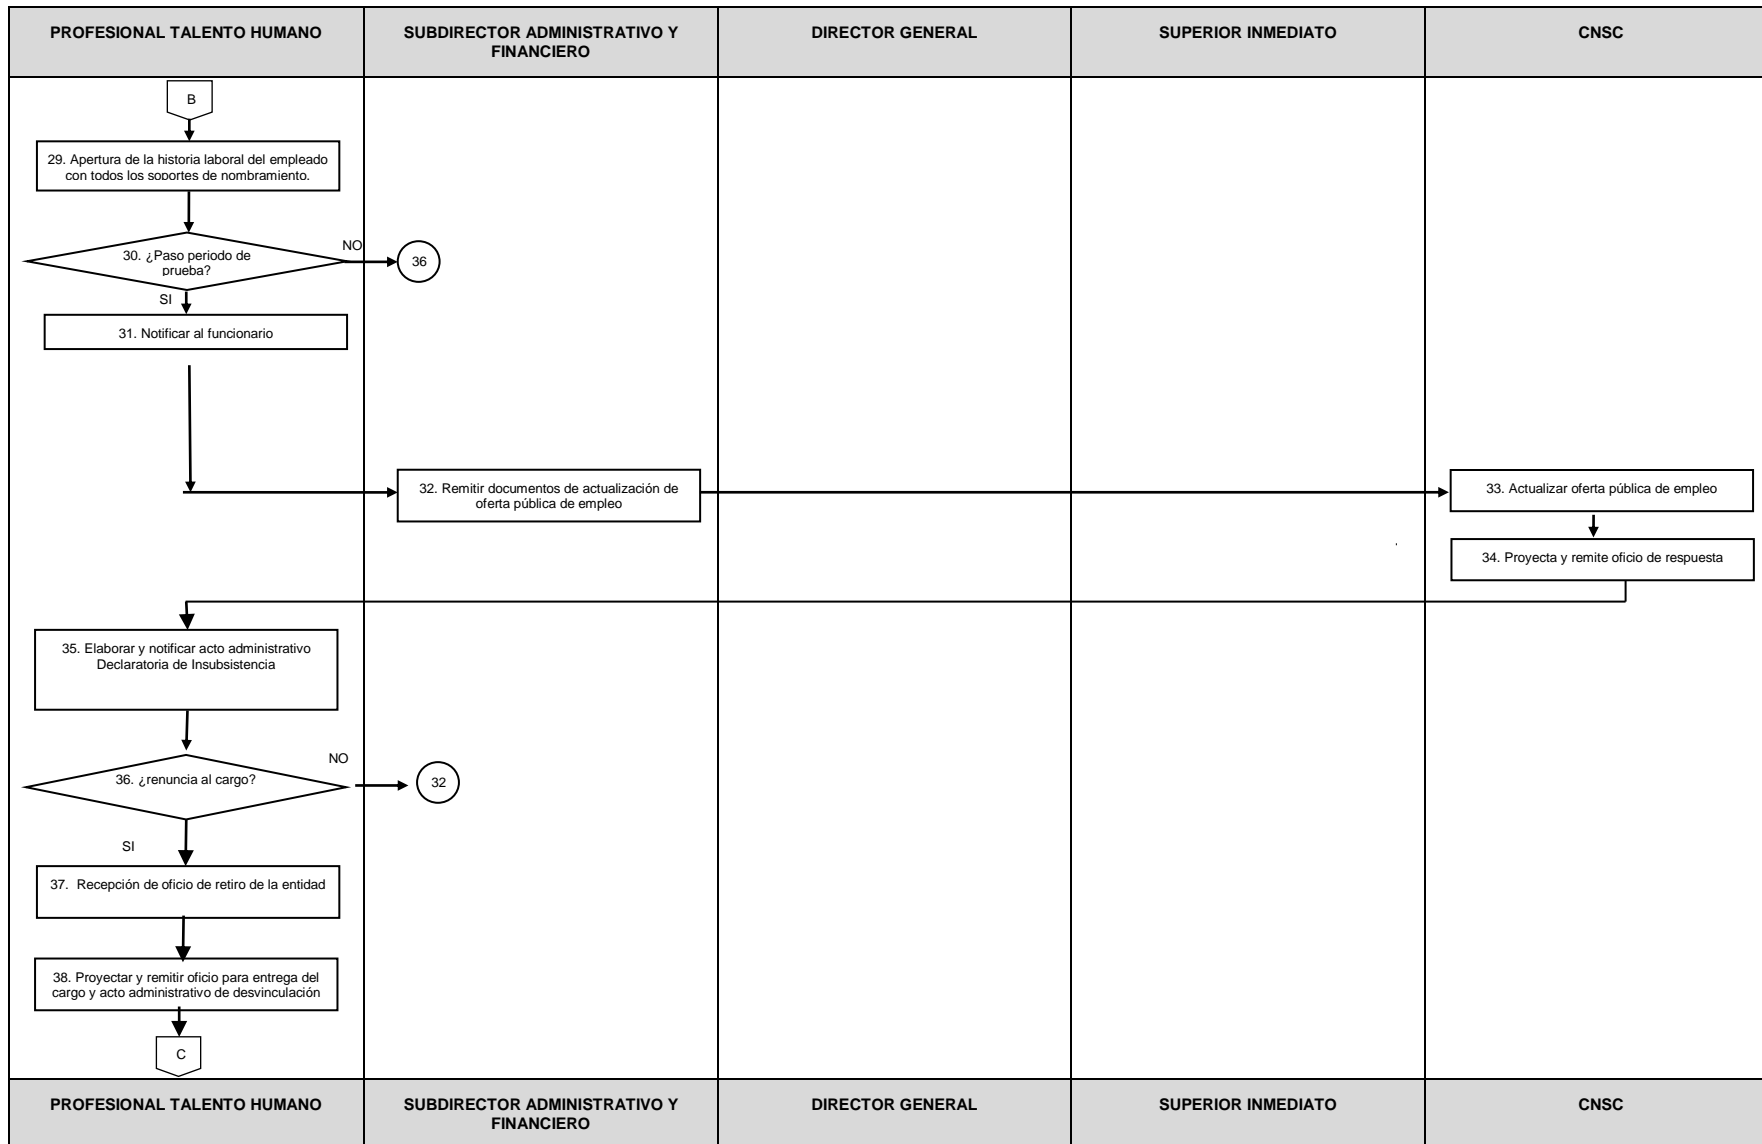 PROFESIONAL TALENTO HUMANO
SUBDIRECTOR ADMINISTRATIVO Y
FINANCIERO
DIRECTOR GENERAL
SUPERIOR INMEDIATO
CNSC
B
29. Apertura de la historia laboral del empleado
con todos los soportes de nombramiento.
30. ¿Paso periodo de
prueba?
NO
36
SI
31. Notificar al funcionario
32. Remitir documentos de actualización de
oferta pública de empleo
33. Actualizar oferta pública de empleo
34. Proyecta y remite oficio de respuesta
35. Elaborar y notificar acto administrativo
Declaratoria de Insubsistencia
36. ¿renuncia al cargo?
NO
32
SI
37. Recepción de oficio de retiro de la entidad
38. Proyectar y remitir oficio para entrega del
cargo y acto administrativo de desvinculación
C
PROFESIONAL TALENTO HUMANO
SUBDIRECTOR ADMINISTRATIVO Y
FINANCIERO
DIRECTOR GENERAL
SUPERIOR INMEDIATO
CNSC